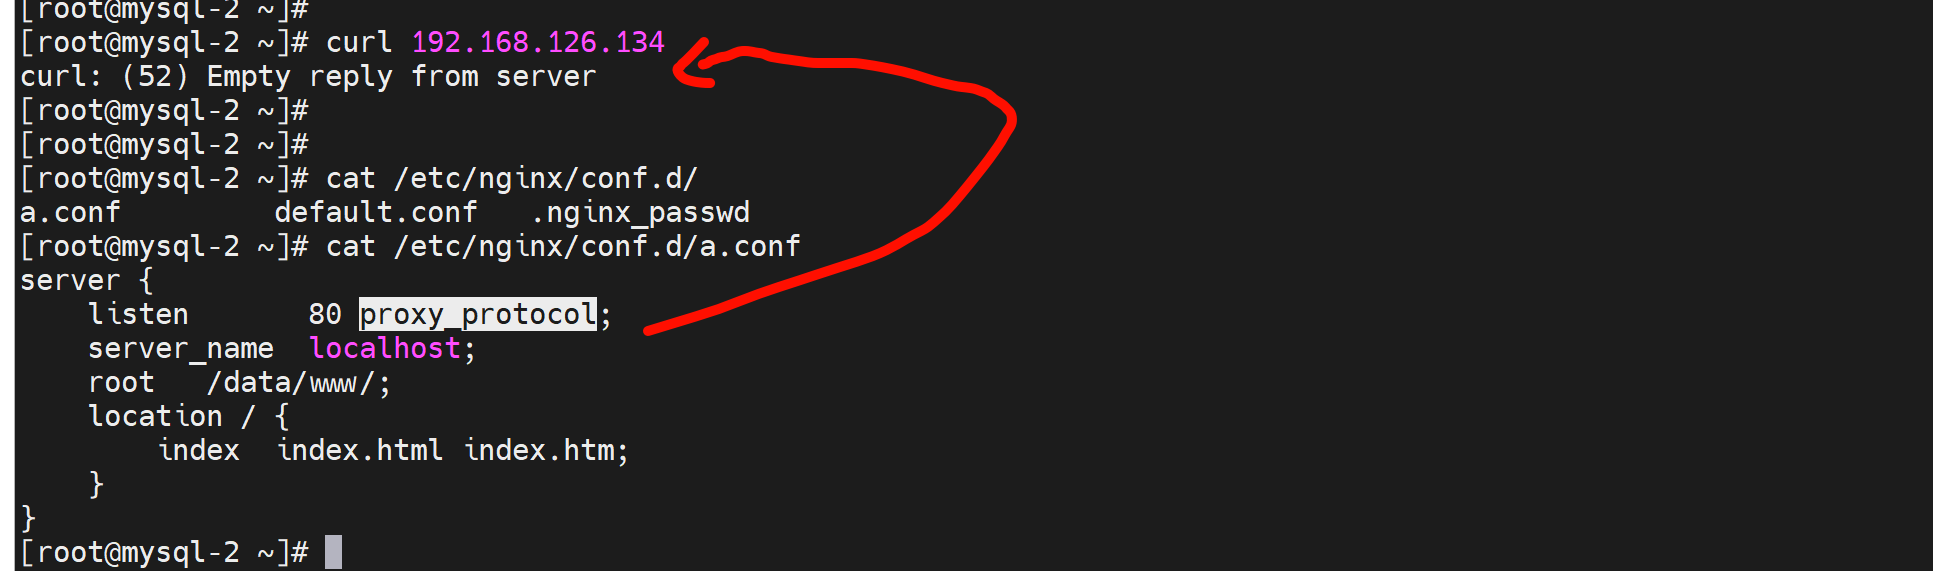 [root@mysql-2 ~]#
[root@mysql-2 ~]# curl 192.168.126.134
curl: (52) Empty reply from server
[root@mysql-2 ~]#
[root@mysql-2 ~]#
[root@mysql-2 ~]# cat /etc/nginx/conf.d/
a.conf         default.conf   .nginx_passwd
[root@mysql-2 ~]# cat /etc/nginx/conf.d/a.conf
server {
    listen       80 proxy_protocol;
    server_name  localhost;
    root   /data/www/;
    location / {
        index  index.html index.htm;
    }
}
[root@mysql-2 ~]#